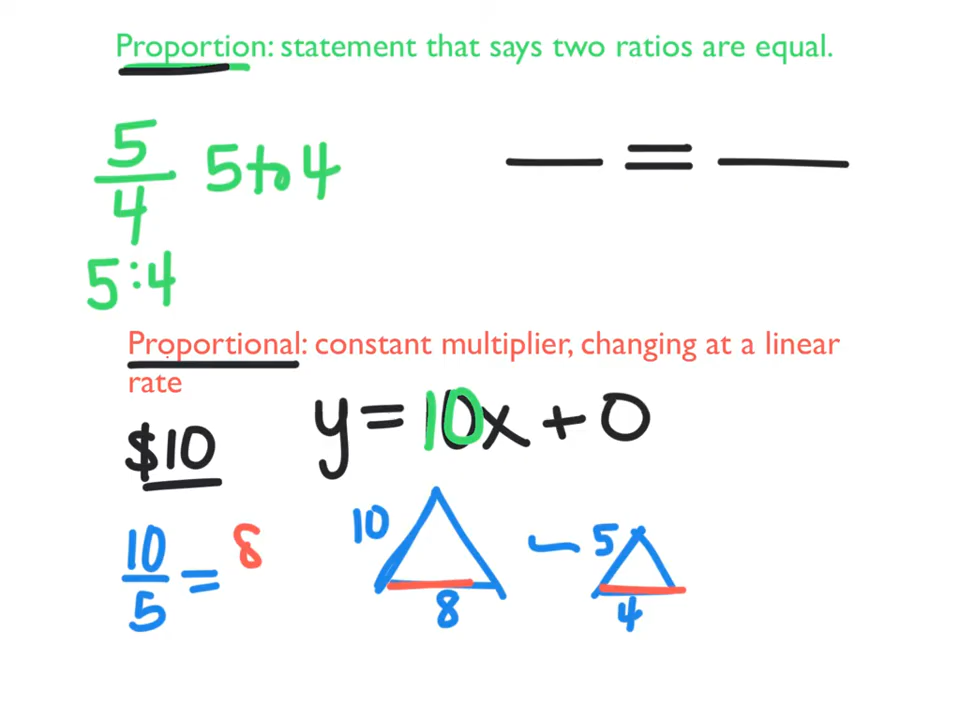 Proportion: statement that says two ratios are equal.
5/4 5 to 4
=
5:4
Proportional: constant multiplier, changing at a linear
rate
$10 y = 10x + 0
10/5 = 8
10
8
5
4